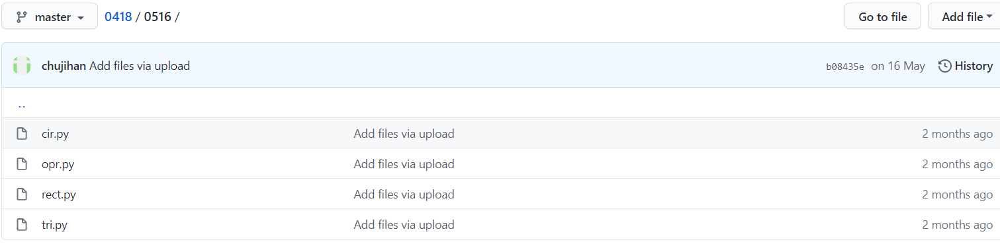 master 0418 / 0516 / Go to file Add file
chujihan Add files via upload b08435e on 16 May History
..
cir.py Add files via upload 2 months ago
opr.py Add files via upload 2 months ago
rect.py Add files via upload 2 months ago
tri.py Add files via upload 2 months ago